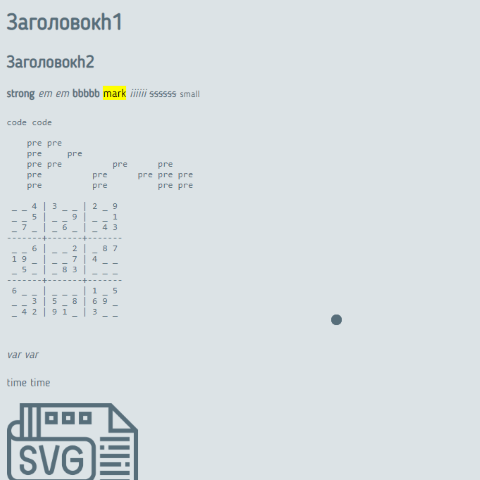 Заголовокh1
Заголовокh2
strong em em bbbbb mark iiiiii ssssss small
code code
    pre pre
    pre     pre
    pre pre          pre      pre
    pre          pre      pre pre pre
    pre          pre          pre pre
 _ _ 4 | 3 _ _ | 2 _ 9
 _ _ 5 | _ _ 9 | _ _ 1
 _ 7 _ | _ 6 _ | _ 4 3
-------+-------+-------
 _ _ 6 | _ _ 2 | _ 8 7
 1 9 _ | _ _ 7 | 4 _ _
 _ 5 _ | _ 8 3 | _ _ _
-------+-------+-------
 6 _ _ | _ _ _ | 1 _ 5
 _ _ 3 | 5 _ 8 | 6 9 _
 _ 4 2 | 9 1 _ | 3 _ _
var var
time time
SVG